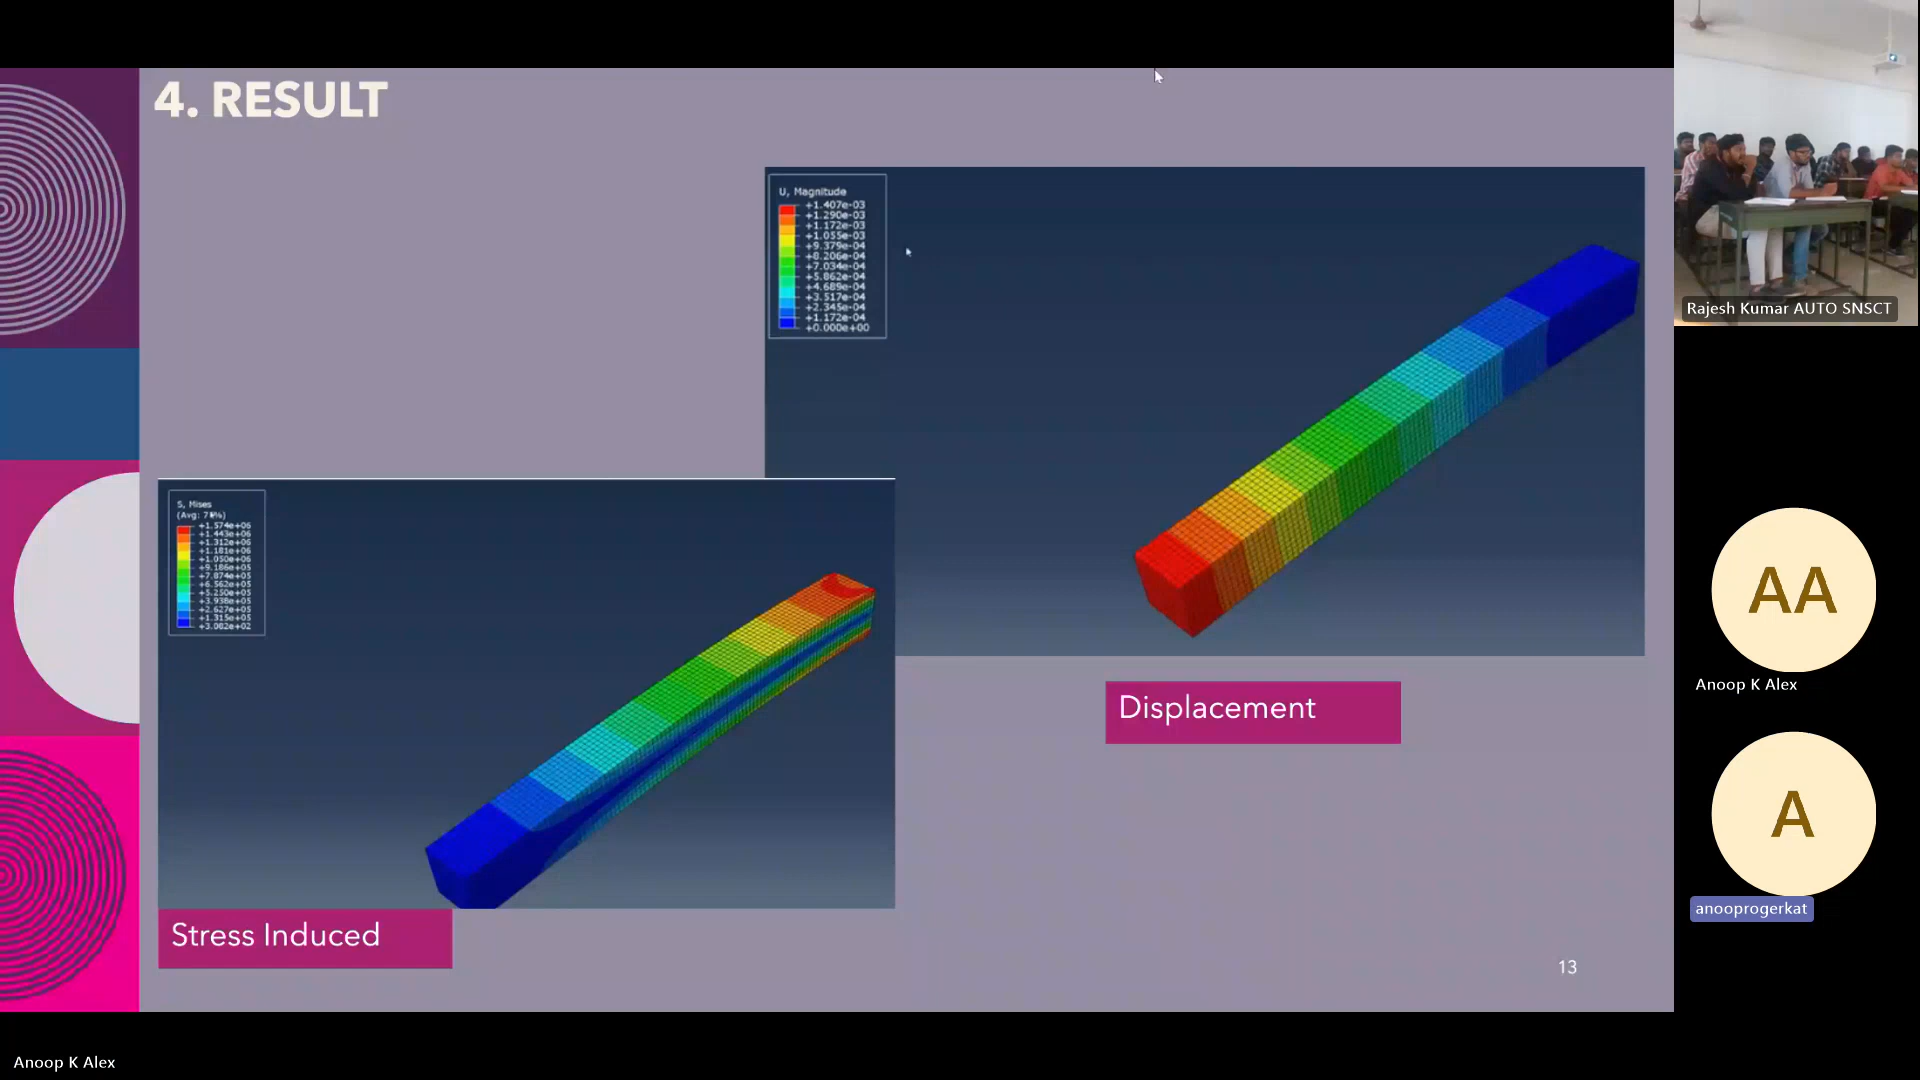 4. RESULT
U, Magnitude
+1.407e-03
+1.290e-03
+1.172e-03
+1.055e-03
+9.379e-04
+8.206e-04
+7.034e-04
+5.862e-04
+4.689e-04
+3.517e-04
+2.345e-04
+1.172e-04
+0.000e+00
S, Mises
(Avg: 75%)
+1.574e+06
+1.443e+06
+1.312e+06
+1.181e+06
+1.050e+06
+9.186e+05
+7.874e+05
+6.562e+05
+5.250e+05
+3.938e+05
+2.627e+05
+1.315e+05
+3.082e+02
Displacement
Stress Induced
13
Rajesh Kumar AUTO SNSCT
AA
Anoop K Alex
A
anooprogerkat
Anoop K Alex